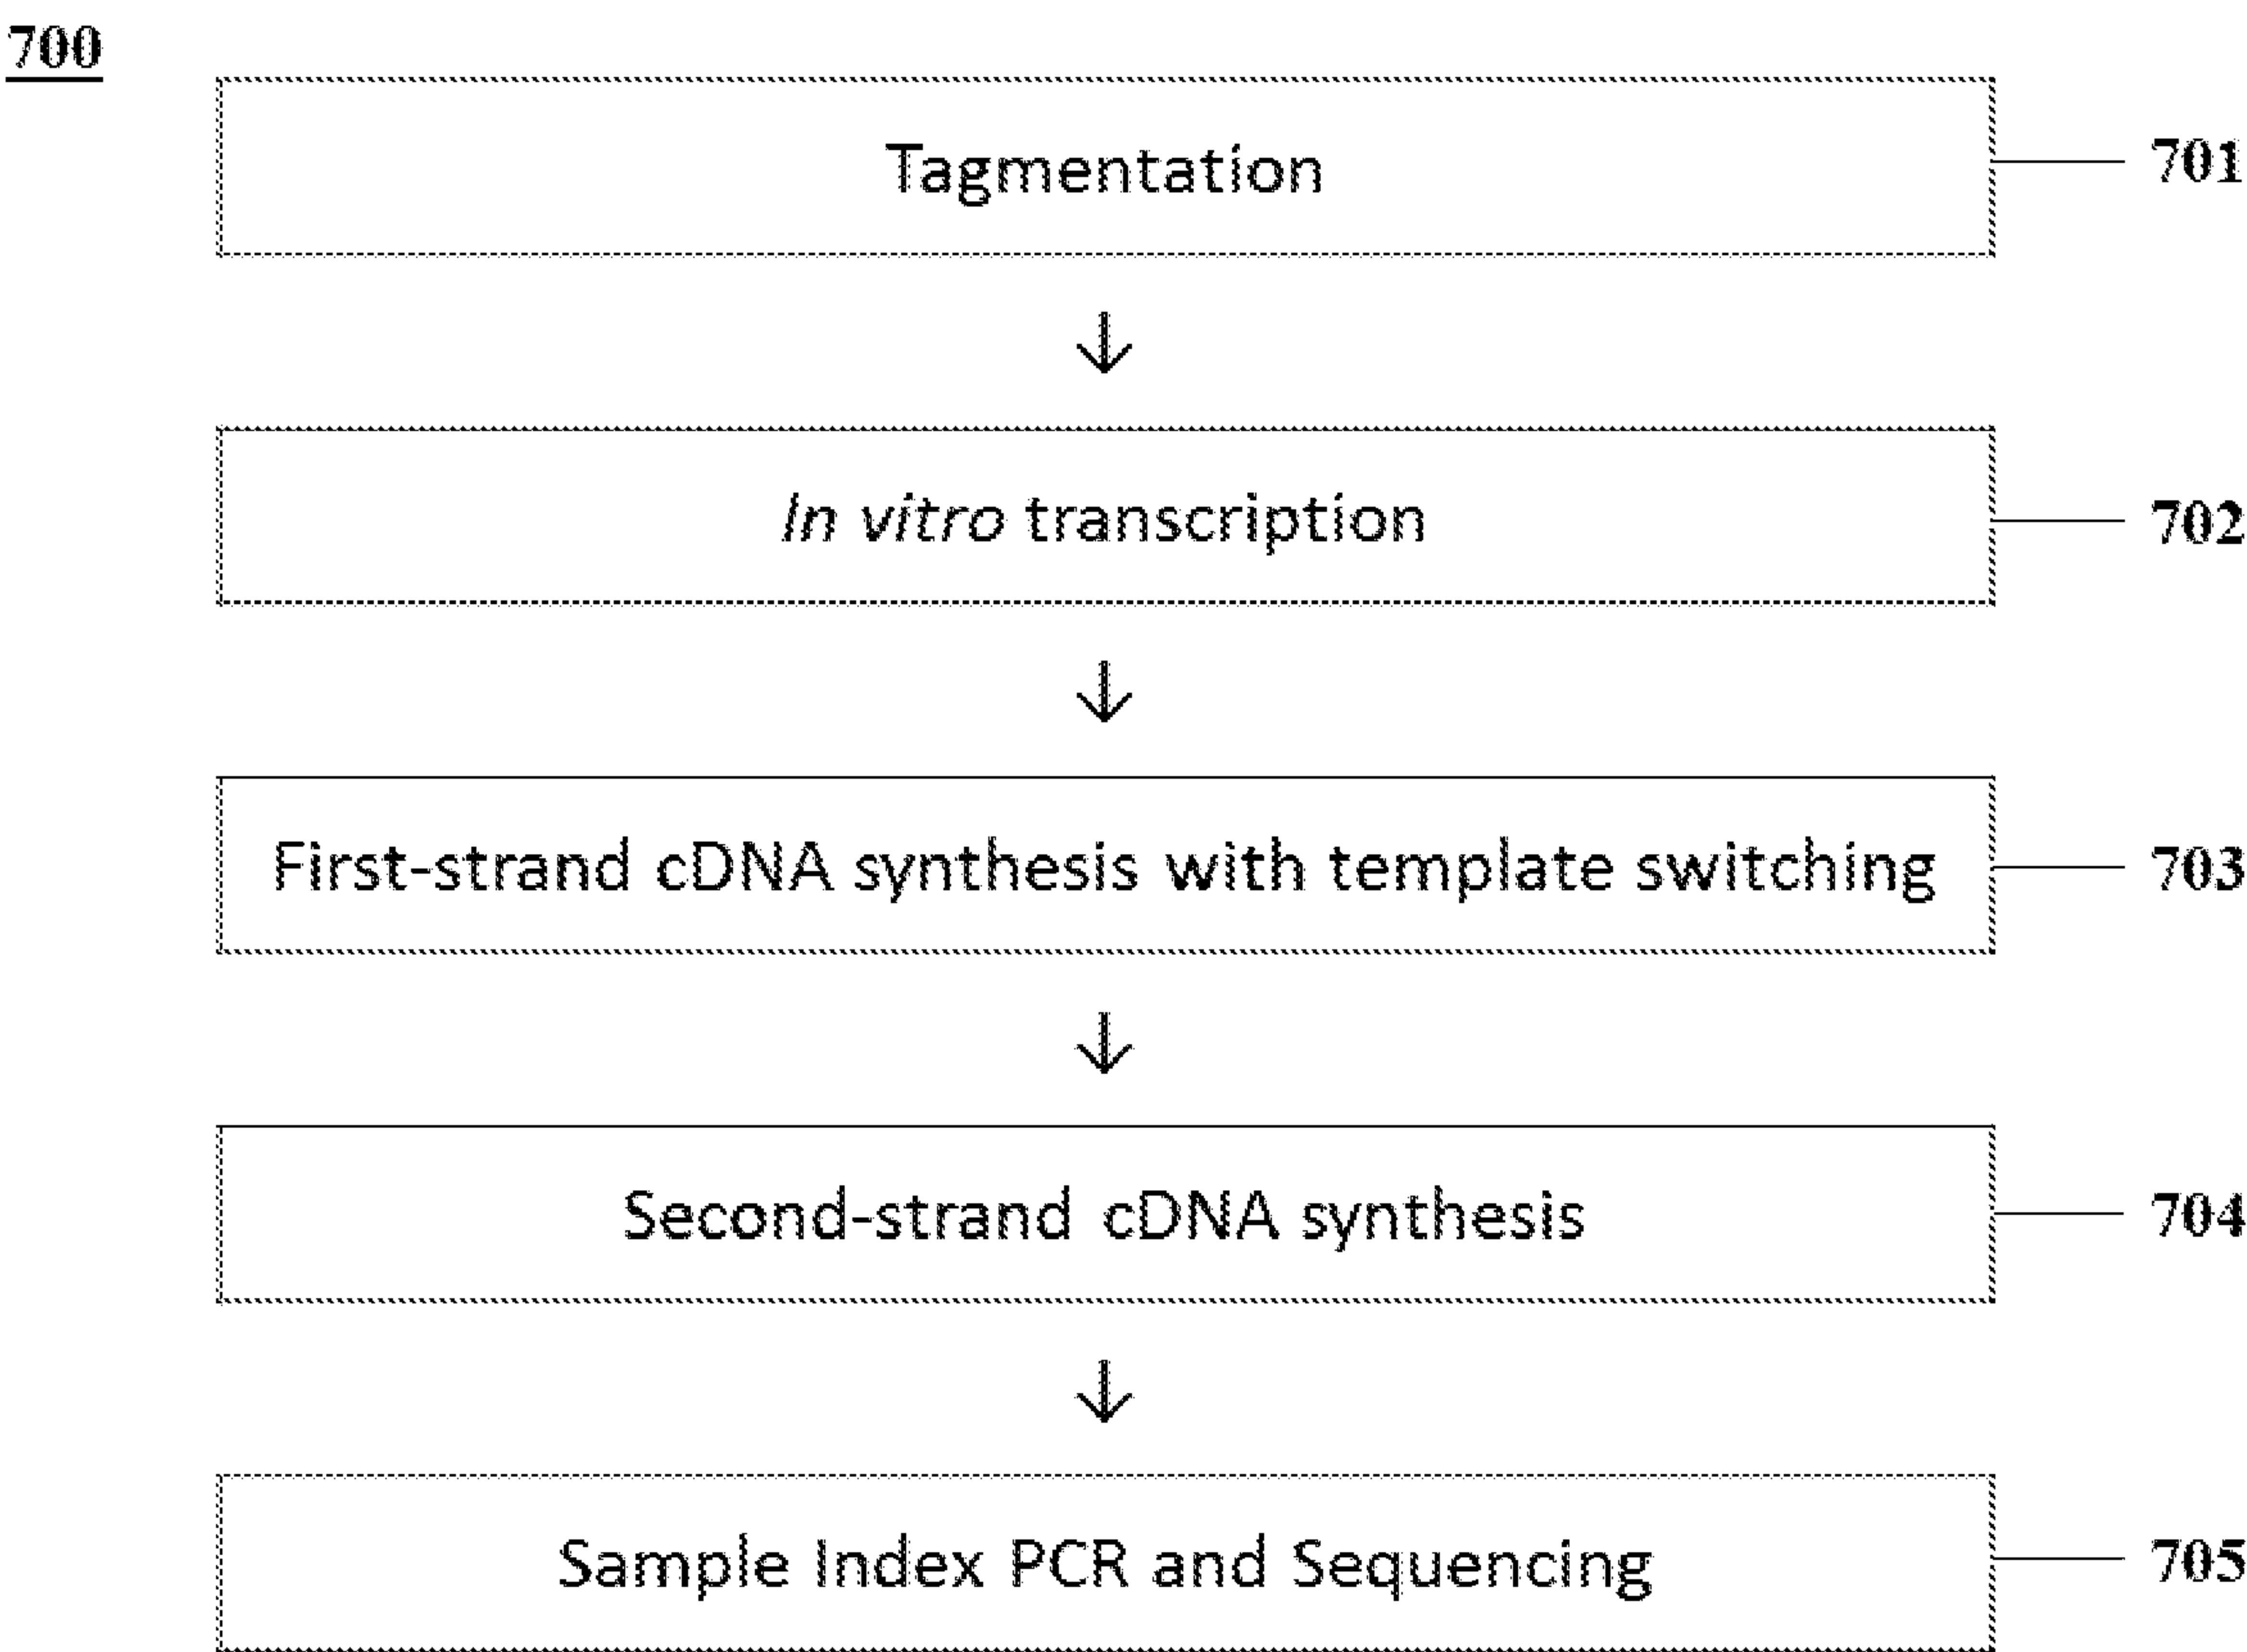 700
Tagmentation
701
In vitro transcription
702
First-strand cDNA synthesis with template switching
703
Second-strand cDNA synthesis
704
Sample Index PCR and Sequencing
705